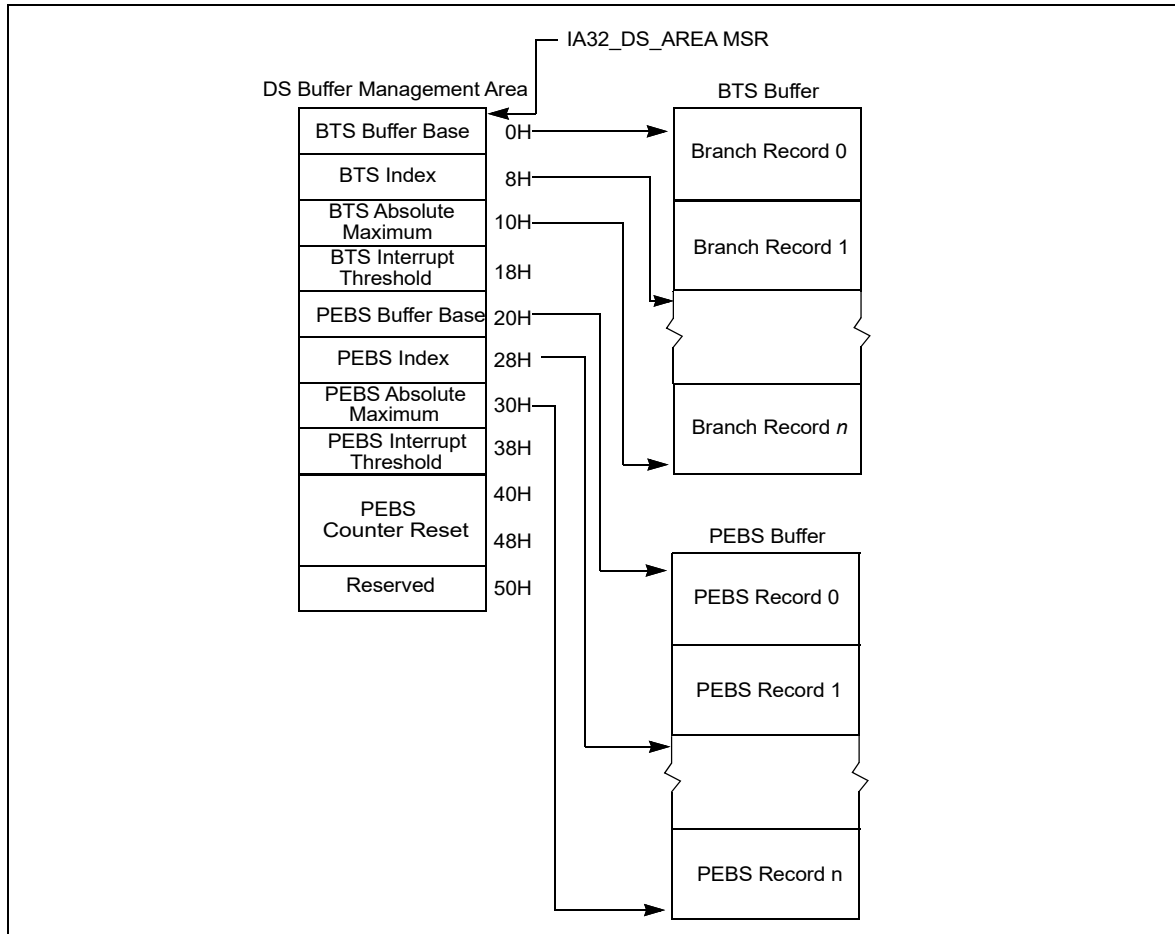 IA32_DS_AREA MSR
DS Buffer Management Area
BTS Buffer Base 0H
BTS Index 8H
BTS Absolute
Maximum 10H
BTS Interrupt
Threshold 18H
PEBS Buffer Base 20H
PEBS Index 28H
PEBS Absolute
Maximum 30H
PEBS Interrupt
Threshold 38H
40H
PEBS
Counter Reset
48H
Reserved 50H
BTS Buffer
Branch Record 0
Branch Record 1
Branch Record n
PEBS Buffer
PEBS Record 0
PEBS Record 1
PEBS Record n